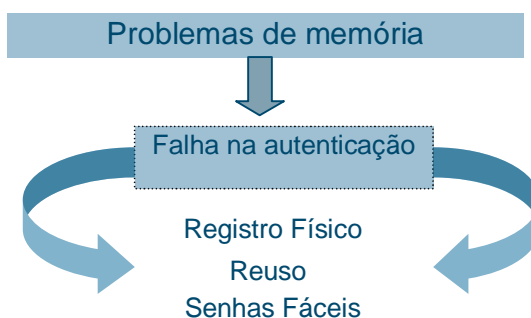 Problemas de memória
Falha na autenticação
Registro Físico
Reuso
Senhas Fáceis